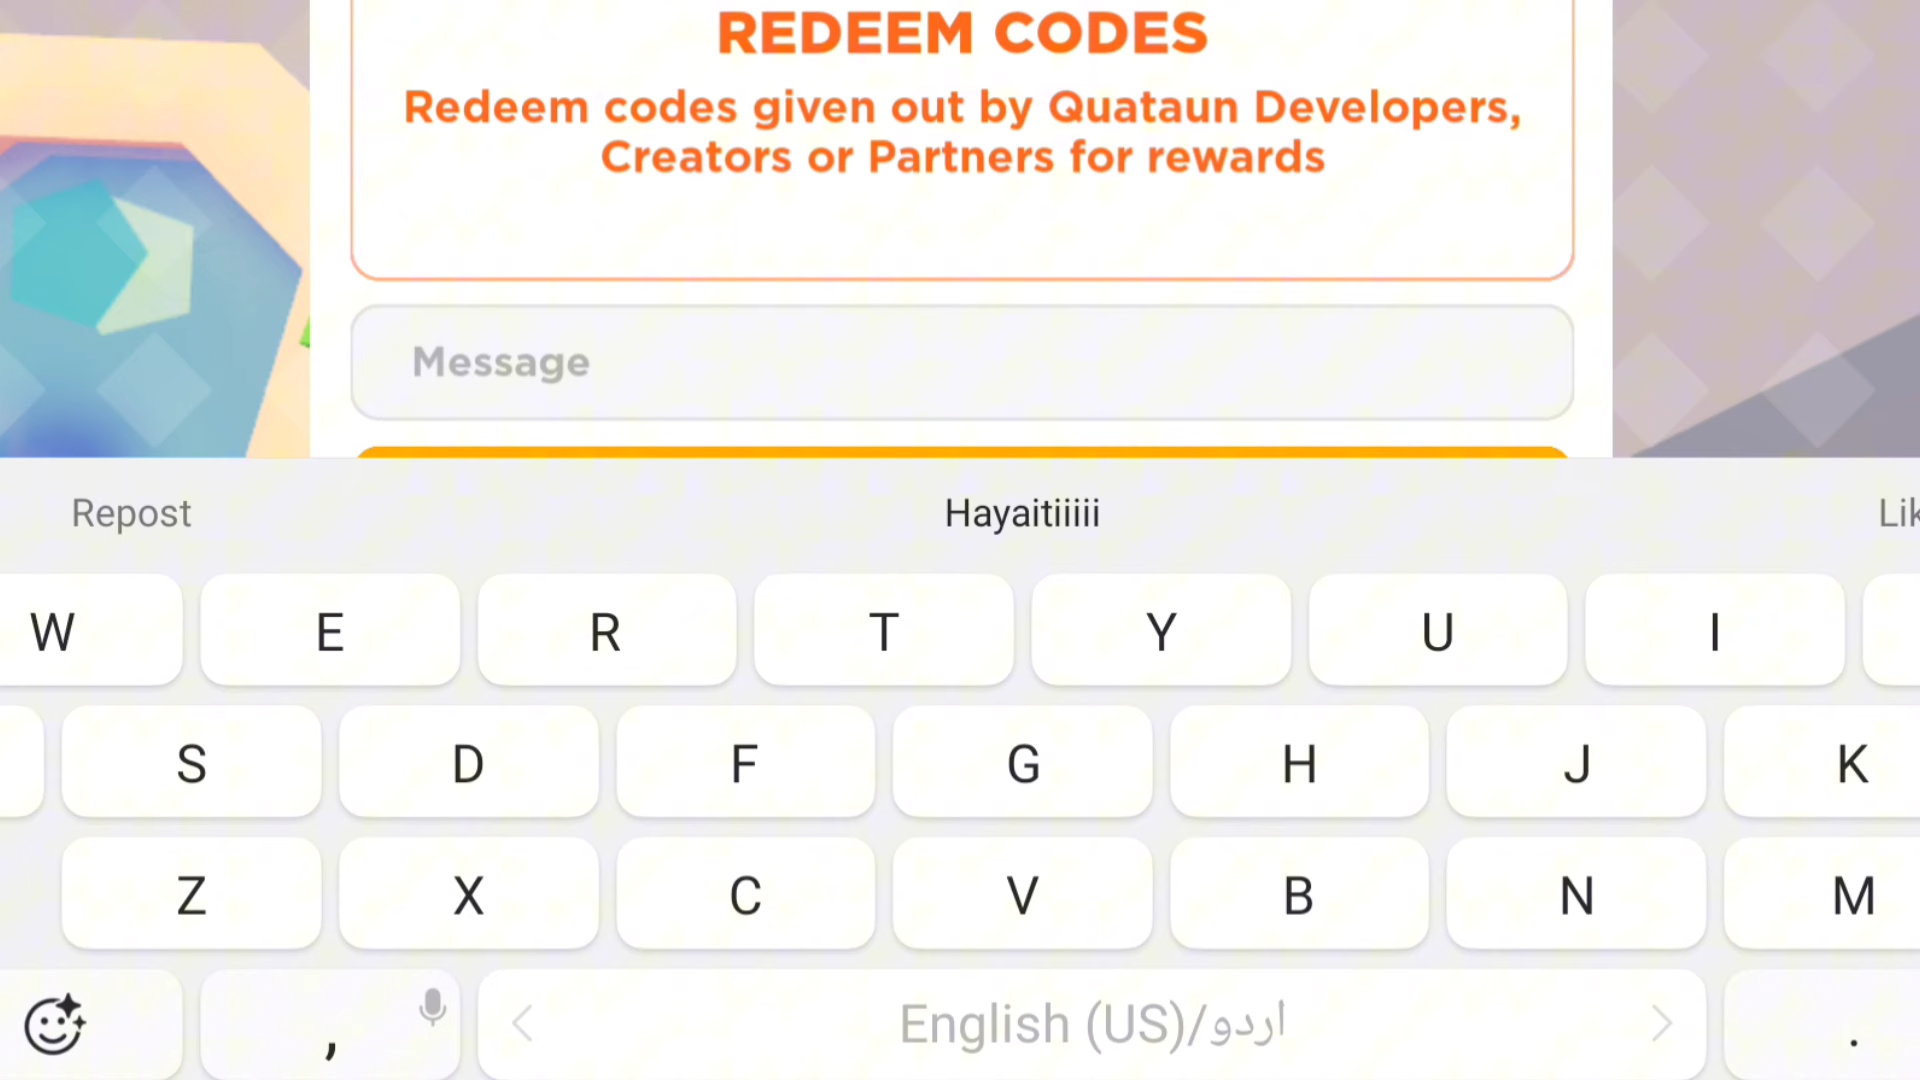 REDEEM CODES
Redeem codes given out by Quataun Developers,
Creators or Partners for rewards
Message
Repost Hayaitiiiii Lik
W E R T Y U I
S D F G H J K
Z X C V B N M
, English (US)/اردو .